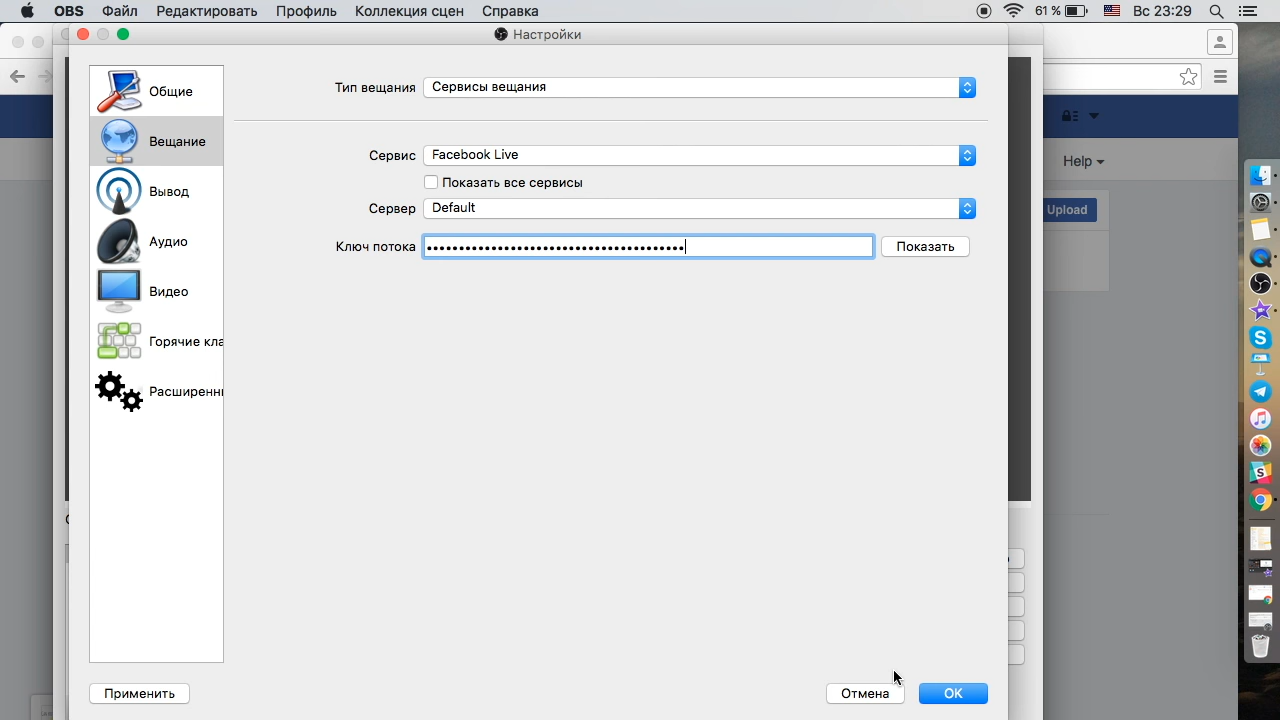 OBS Файл Редактировать Профиль Коллекция сцен Справка 61 % Вс 23:29
Настройки
Общие
Вещание
Вывод
Аудио
Видео
Горячие кла
Расширенн
Тип вещания Сервисы вещания
Сервис Facebook Live
Показать все сервисы
Сервер Default
Ключ потока •••••••••••••••••••••••••••••••••••••••• Показать
Help
Upload
Применить Отмена OK